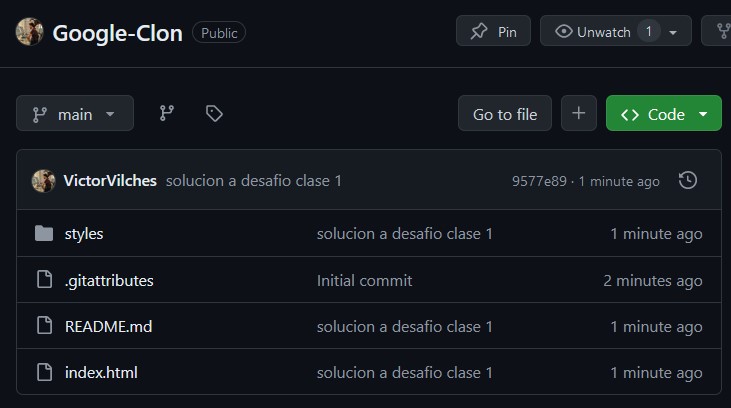 Google-Clon Public Pin Unwatch 1
main Go to file Code
VictorVilches solucion a desafio clase 1 9577e89 · 1 minute ago
styles solucion a desafio clase 1 1 minute ago
.gitattributes Initial commit 2 minutes ago
README.md solucion a desafio clase 1 1 minute ago
index.html solucion a desafio clase 1 1 minute ago